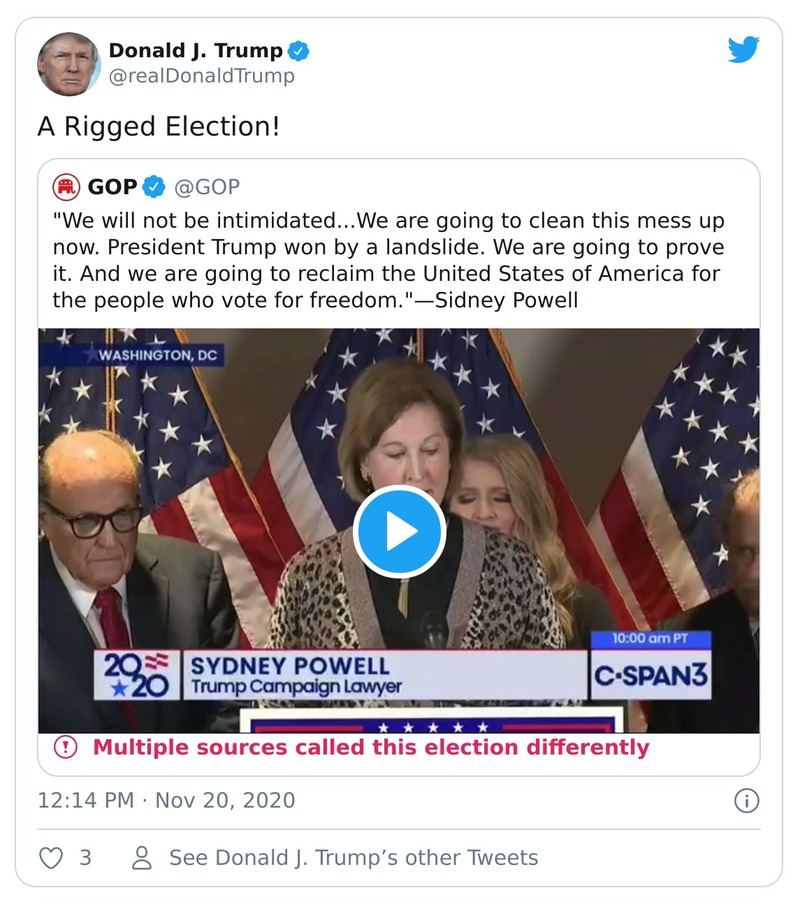 Donald J. Trump
@realDonaldTrump
A Rigged Election!
GOP @GOP
"We will not be intimidated...We are going to clean this mess up
now. President Trump won by a landslide. We are going to prove
it. And we are going to reclaim the United States of America for
the people who vote for freedom."—Sidney Powell
WASHINGTON, DC
10:00 am PT
2020
SYDNEY POWELL
Trump Campaign Lawyer
C·SPAN3
Multiple sources called this election differently
12:14 PM · Nov 20, 2020
3 See Donald J. Trump’s other Tweets